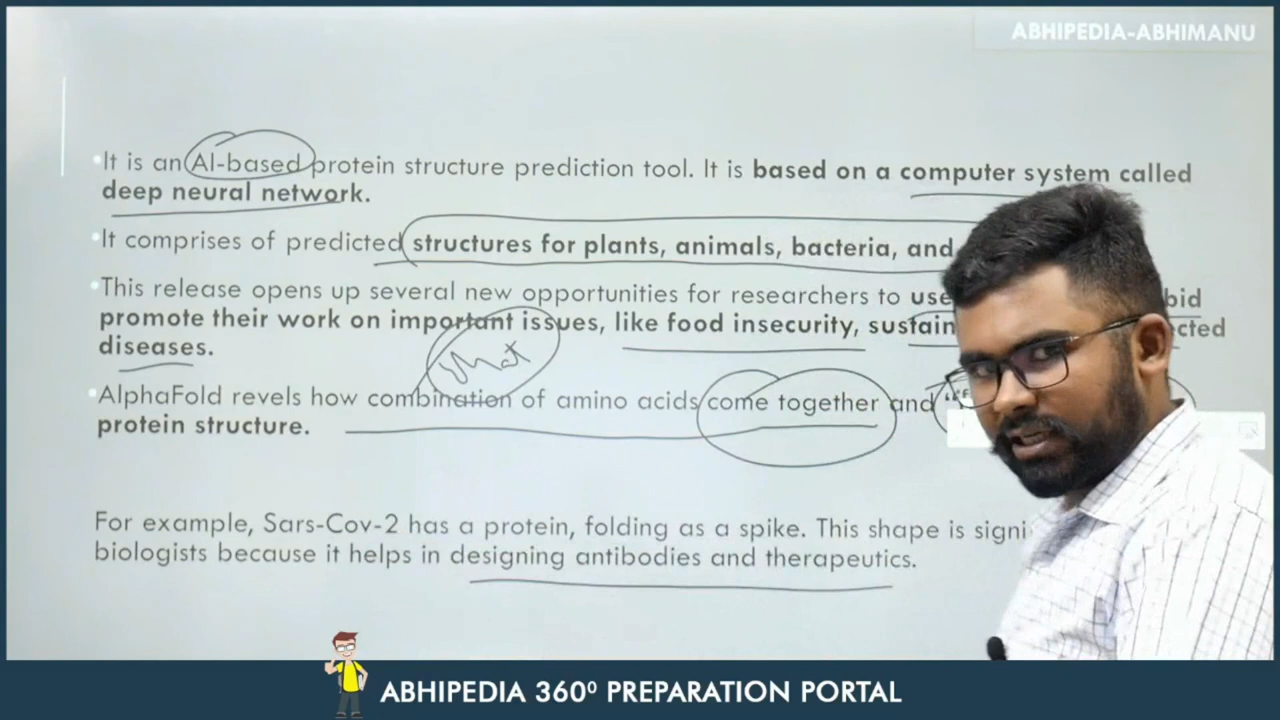 ABHIPEDIA-ABHIMANU
•It is an AI-based protein structure prediction tool. It is based on a computer system called
deep neural network.
•It comprises of predicted structures for plants, animals, bacteria, and
•This release opens up several new opportunities for researchers to use bid
promote their work on important issues, like food insecurity, sustain cted
diseases.
•AlphaFold revels how combination of amino acids come together and
protein structure.
For example, Sars-Cov-2 has a protein, folding as a spike. This shape is signi
biologists because it helps in designing antibodies and therapeutics.
ABHIPEDIA 360⁰ PREPARATION PORTAL